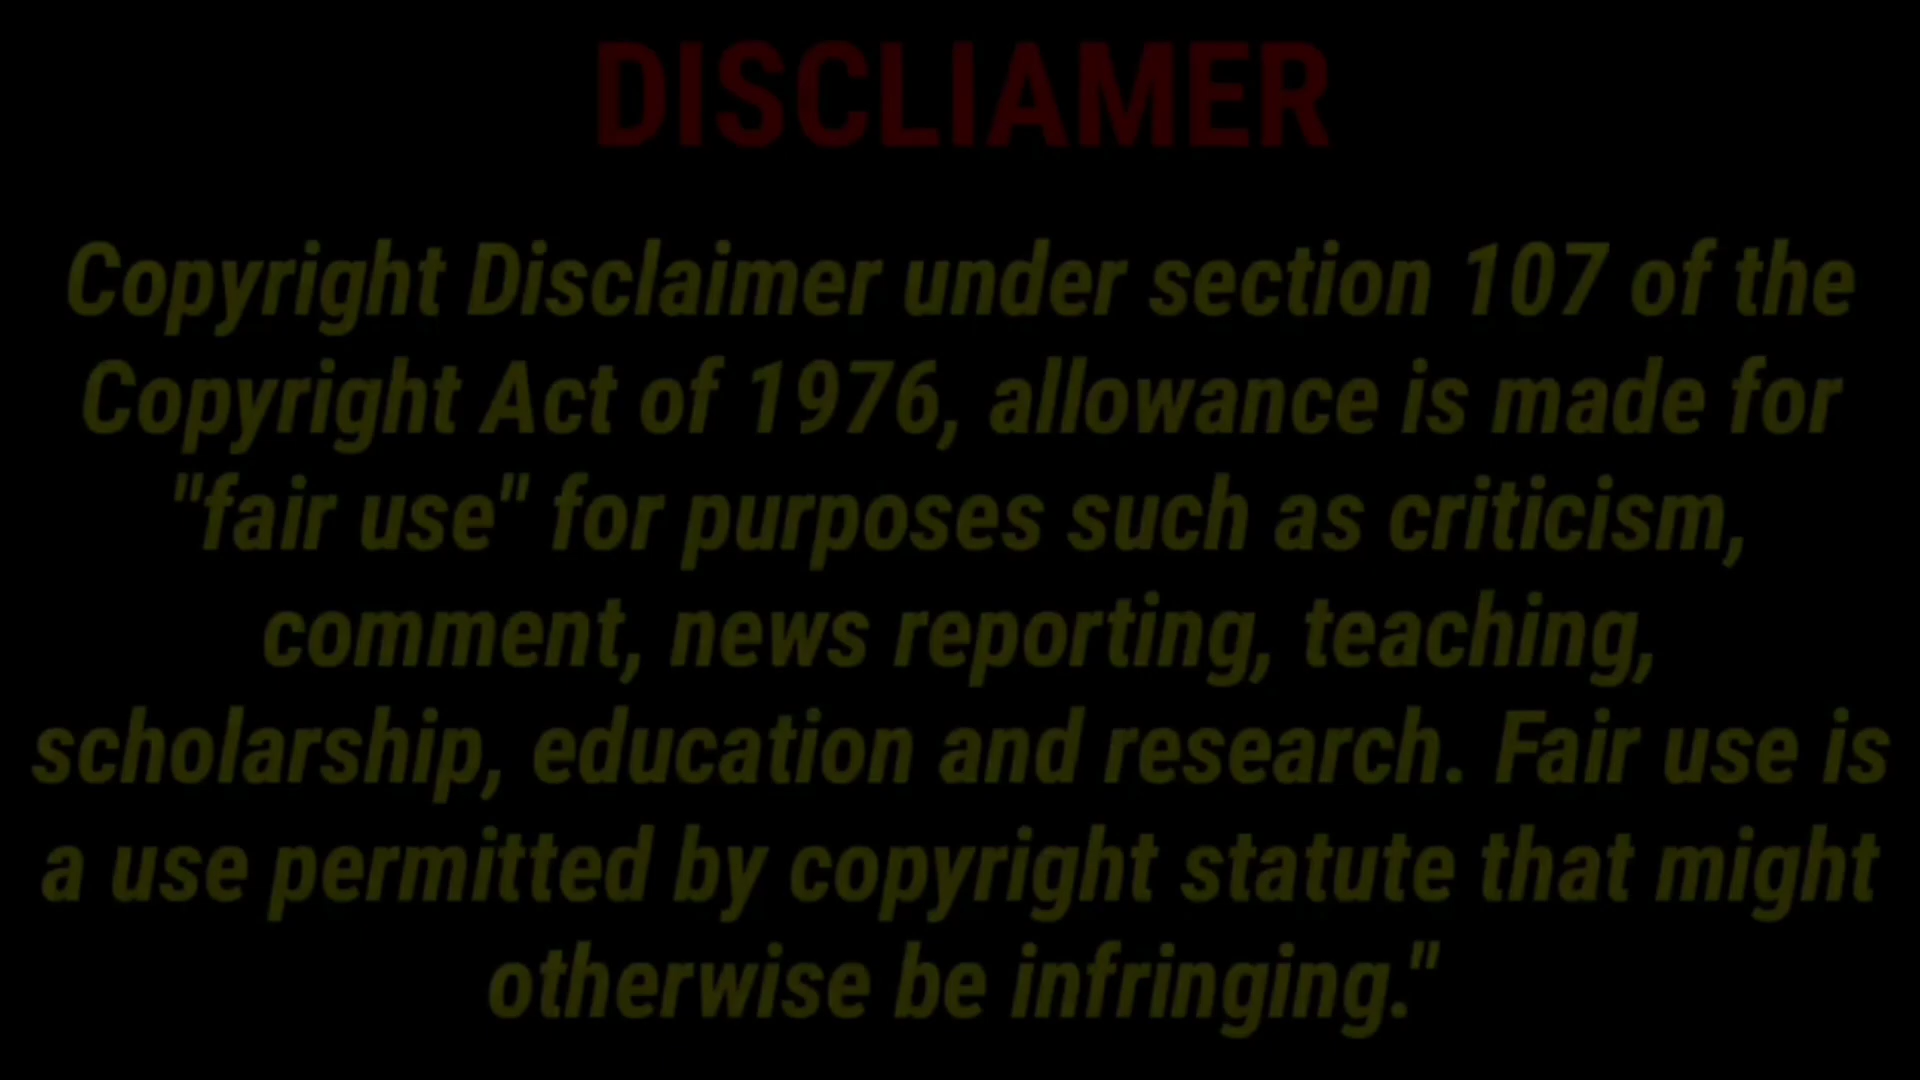 DISCLIAMER
Copyright Disclaimer under section 107 of the
Copyright Act of 1976, allowance is made for
"fair use" for purposes such as criticism,
comment, news reporting, teaching,
scholarship, education and research. Fair use is
a use permitted by copyright statute that might
otherwise be infringing."